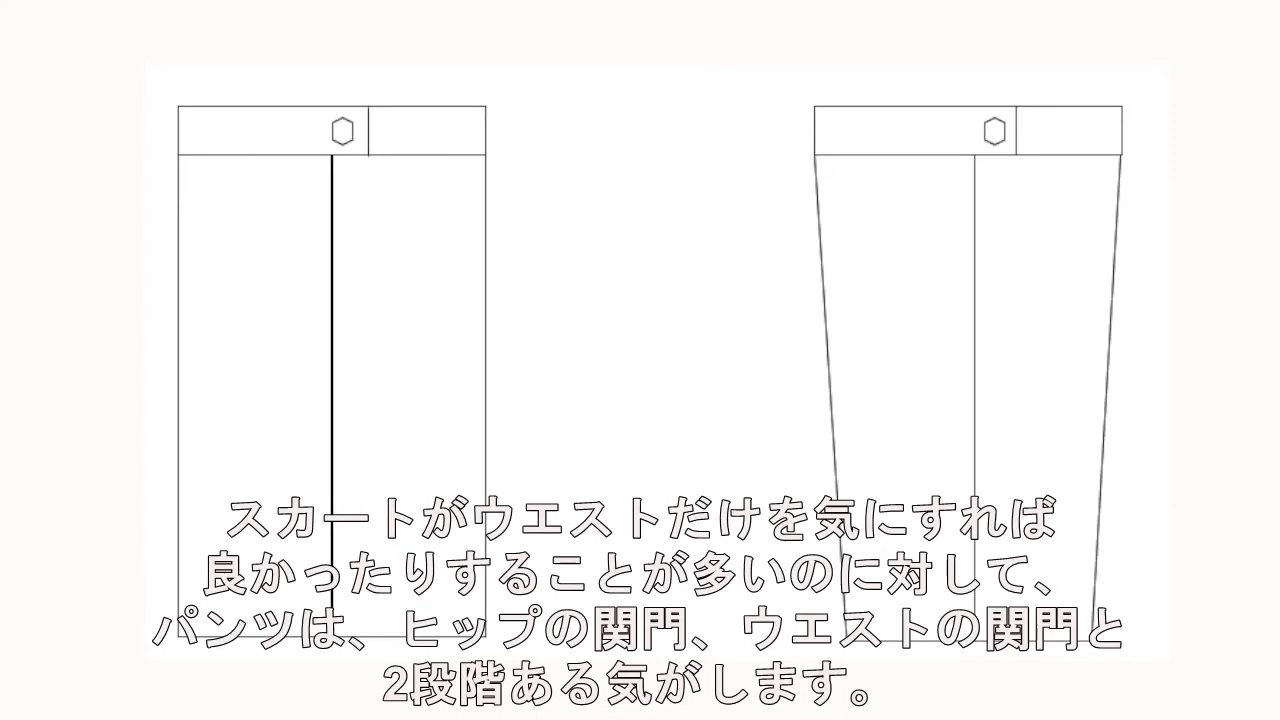 スカートがウエストだけを気にすれば
良かったりすることが多いのに対して、
パンツは、ヒップの関門、ウエストの関門と
2段階ある気がします。